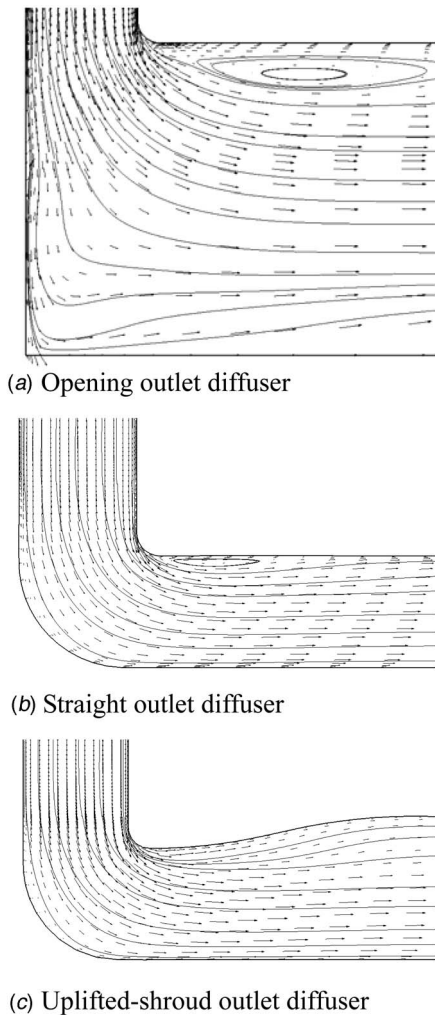 (a) Opening outlet diffuser
(b) Straight outlet diffuser
(c) Uplifted-shroud outlet diffuser